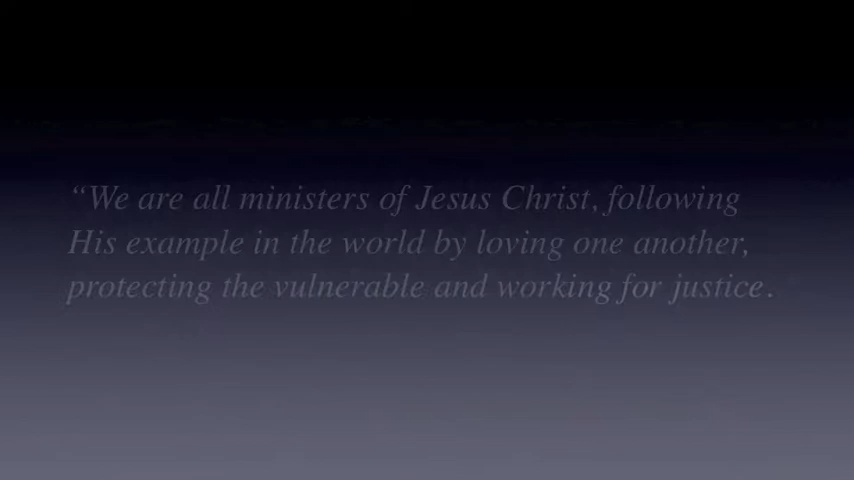 “We are all ministers of Jesus Christ, following
His example in the world by loving one another,
protecting the vulnerable and working for justice.